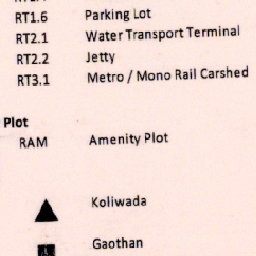 RT1.6 Parking Lot
RT2.1 Water Transport Terminal
RT2.2 Jetty
RT3.1 Metro / Mono Rail Carshed
Plot
RAM Amenity Plot
Koliwada
Gaothan